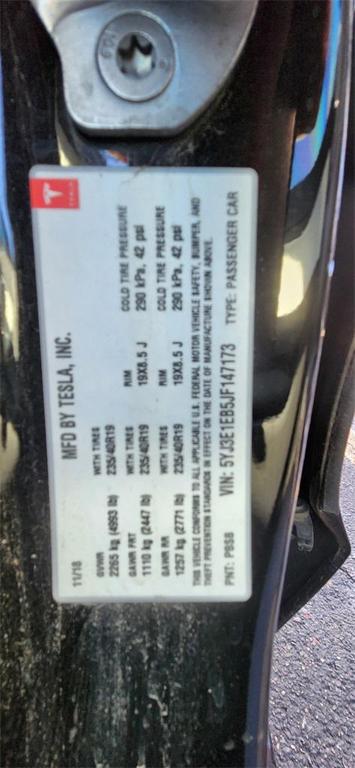 TESLA
MFD BY TESLA, INC.
11/18
GVWR WITH TIRES RIM COLD TIRE PRESSURE
2265 kg (4993 lb) 235/40R19 19X8.5 J 290 kPa, 42 psi
GAWR FRT WITH TIRES RIM COLD TIRE PRESSURE
1110 kg (2447 lb) 235/40R19
GAWR RR
1257 kg (2771 lb) 235/40R19 19X8.5 J 290 kPa, 42 psi
THIS VEHICLE CONFORMS TO ALL APPLICABLE U.S. FEDERAL MOTOR VEHICLE SAFETY, BUMPER, AND
THEFT PREVENTION STANDARDS IN EFFECT ON THE DATE OF MANUFACTURE SHOWN ABOVE.
PNT: PBSB VIN: 5YJ3E1EB5JF147173 TYPE: PASSENGER CAR